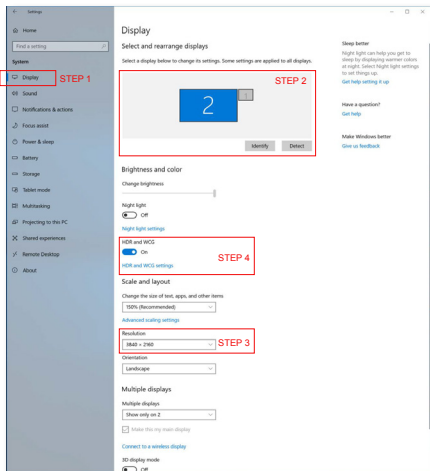 Settings
Home
Find a setting
System
Display
STEP 1
Sound
Notifications & actions
Focus assist
Power & sleep
Battery
Storage
Tablet mode
Multitasking
Projecting to this PC
Shared experiences
Remote Desktop
About
Display
Select and rearrange displays
Select a display below to change its settings. Some settings are applied to all displays.
STEP 2
2
1
Identify
Detect
Brightness and color
Change brightness
Night light
Off
Night light settings
HDR and WCG
On
STEP 4
HDR and WCG settings
Scale and layout
Change the size of text, apps, and other items
150% (Recommended)
Advanced scaling settings
Resolution
3840 × 2160
STEP 3
Orientation
Landscape
Multiple displays
Multiple displays
Show only on 2
Make this my main display
Connect to a wireless display
3D display mode
Off
Sleep better
Night light can help you get to
sleep by displaying warmer colors
at night. Select Night light settings
to set things up.
Get help setting it up
Have a question?
Get help
Make Windows better
Give us feedback